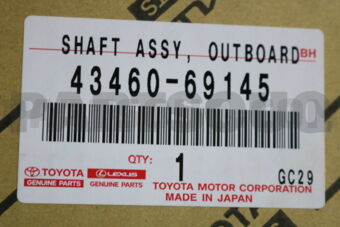 SHAFT ASSY, OUTBOARD BH
43460-69145
QTY: 1 GC29
TOYOTA LEXUS TOYOTA MOTOR CORPORATION
GENUINE PARTS GENUINE PARTS MADE IN JAPAN